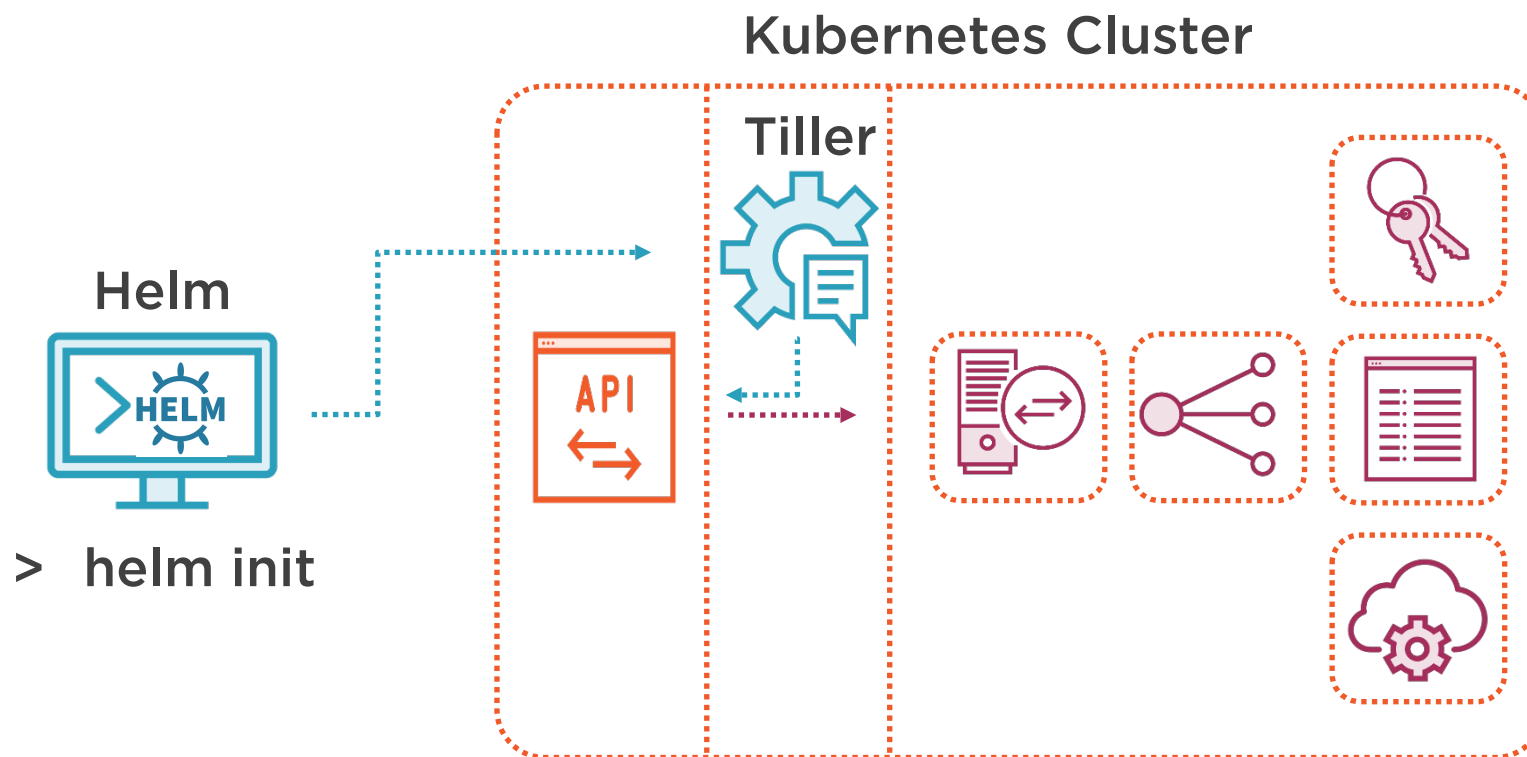 Kubernetes Cluster
Tiller
Helm
HELM
API
> helm init